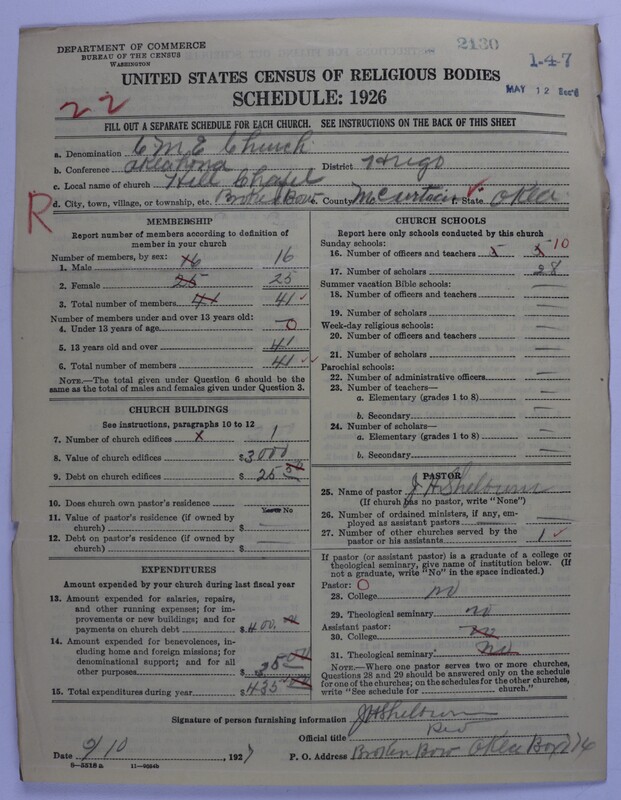 DEPARTMENT OF COMMERCE
BUREAU OF THE CENSUS
WASHINGTON
2130
1-4-7
UNITED STATES CENSUS OF RELIGIOUS BODIES
MAY 12
SCHEDULE: 1926
22
FILL OUT A SEPARATE SCHEDULE FOR EACH CHURCH. SEE INSTRUCTIONS ON THE BACK OF THIS SHEET
a. Denomination C M E Church
b. Conference Oklahoma District Hugo
c. Local name of church Hill Chapel
d. City, town, village, or township, etc. Broken Bow e. County McCurtain f. State Okla
R
MEMBERSHIP
Report number of members according to definition of member in your church
Number of members, by sex:
1. Male 16 16
2. Female 25 25
3. Total number of members 41 41
Number of members under and over 13 years old:
4. Under 13 years of age 0
5. 13 years old and over 41
6. Total number of members 41
NOTE.—The total given under Question 6 should be the same as the total of males and females given under Question 3.
CHURCH BUILDINGS
See instructions, paragraphs 10 to 12
7. Number of church edifices x 1
8. Value of church edifices $3000
9. Debt on church edifices $25 00
10. Does church own pastor's residence Yes or No
11. Value of pastor's residence (if owned by church) $
12. Debt on pastor's residence (if owned by church) $
EXPENDITURES
Amount expended by your church during last fiscal year
13. Amount expended for salaries, repairs, and other running expenses; for improvements or new buildings; and for payments on church debt $400.
14. Amount expended for benevolences, including home and foreign missions; for denominational support; and for all other purposes $35 00
15. Total expenditures during year $435
CHURCH SCHOOLS
Report here only schools conducted by this church
Sunday schools:
16. Number of officers and teachers 5 10
17. Number of scholars 28
Summer vacation Bible schools:
18. Number of officers and teachers
19. Number of scholars
Week-day religious schools:
20. Number of officers and teachers
21. Number of scholars
Parochial schools:
22. Number of administrative officers
23. Number of teachers—
a. Elementary (grades 1 to 8)
b. Secondary
24. Number of scholars—
a. Elementary (grades 1 to 8)
b. Secondary
PASTOR
25. Name of pastor J H Shelburn
(If church has no pastor, write "None")
26. Number of ordained ministers, if any, employed as assistant pastors
27. Number of other churches served by the pastor or his assistants 1
If pastor (or assistant pastor) is a graduate of a college or theological seminary, give name of institution below. (If not a graduate, write "No" in the space indicated.)
Pastor: O
28. College no
29. Theological seminary no
Assistant pastor:
30. College no
31. Theological seminary: no
NOTE.—Where one pastor serves two or more churches, Questions 28 and 29 should be answered only on the schedule for one of the churches; on the schedules for the other churches, write "See schedule for church."
Signature of person furnishing information J H Shelburn
Official title Rev
Date 9/10, 1927 P. O. Address Broken Bow Okla Box 276
8—5518 a 11—9264b